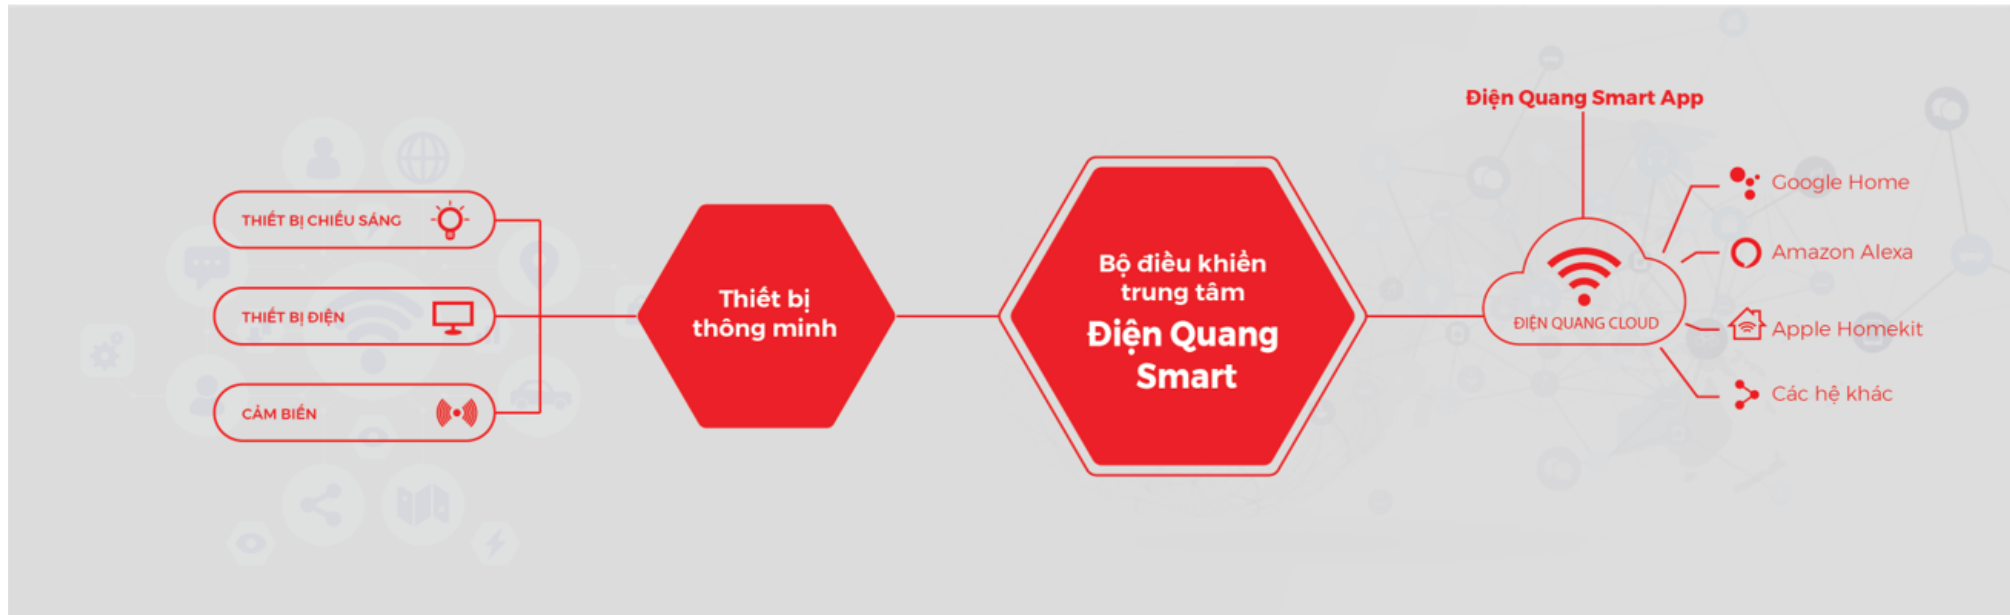 THIẾT BỊ CHIẾU SÁNG
THIẾT BỊ ĐIỆN
CẢM BIẾN
Thiết bị
thông minh
Bộ điều khiển
trung tâm
Điện Quang
Smart
Điện Quang Smart App
ĐIỆN QUANG CLOUD
Google Home
Amazon Alexa
Apple Homekit
Các hệ khác